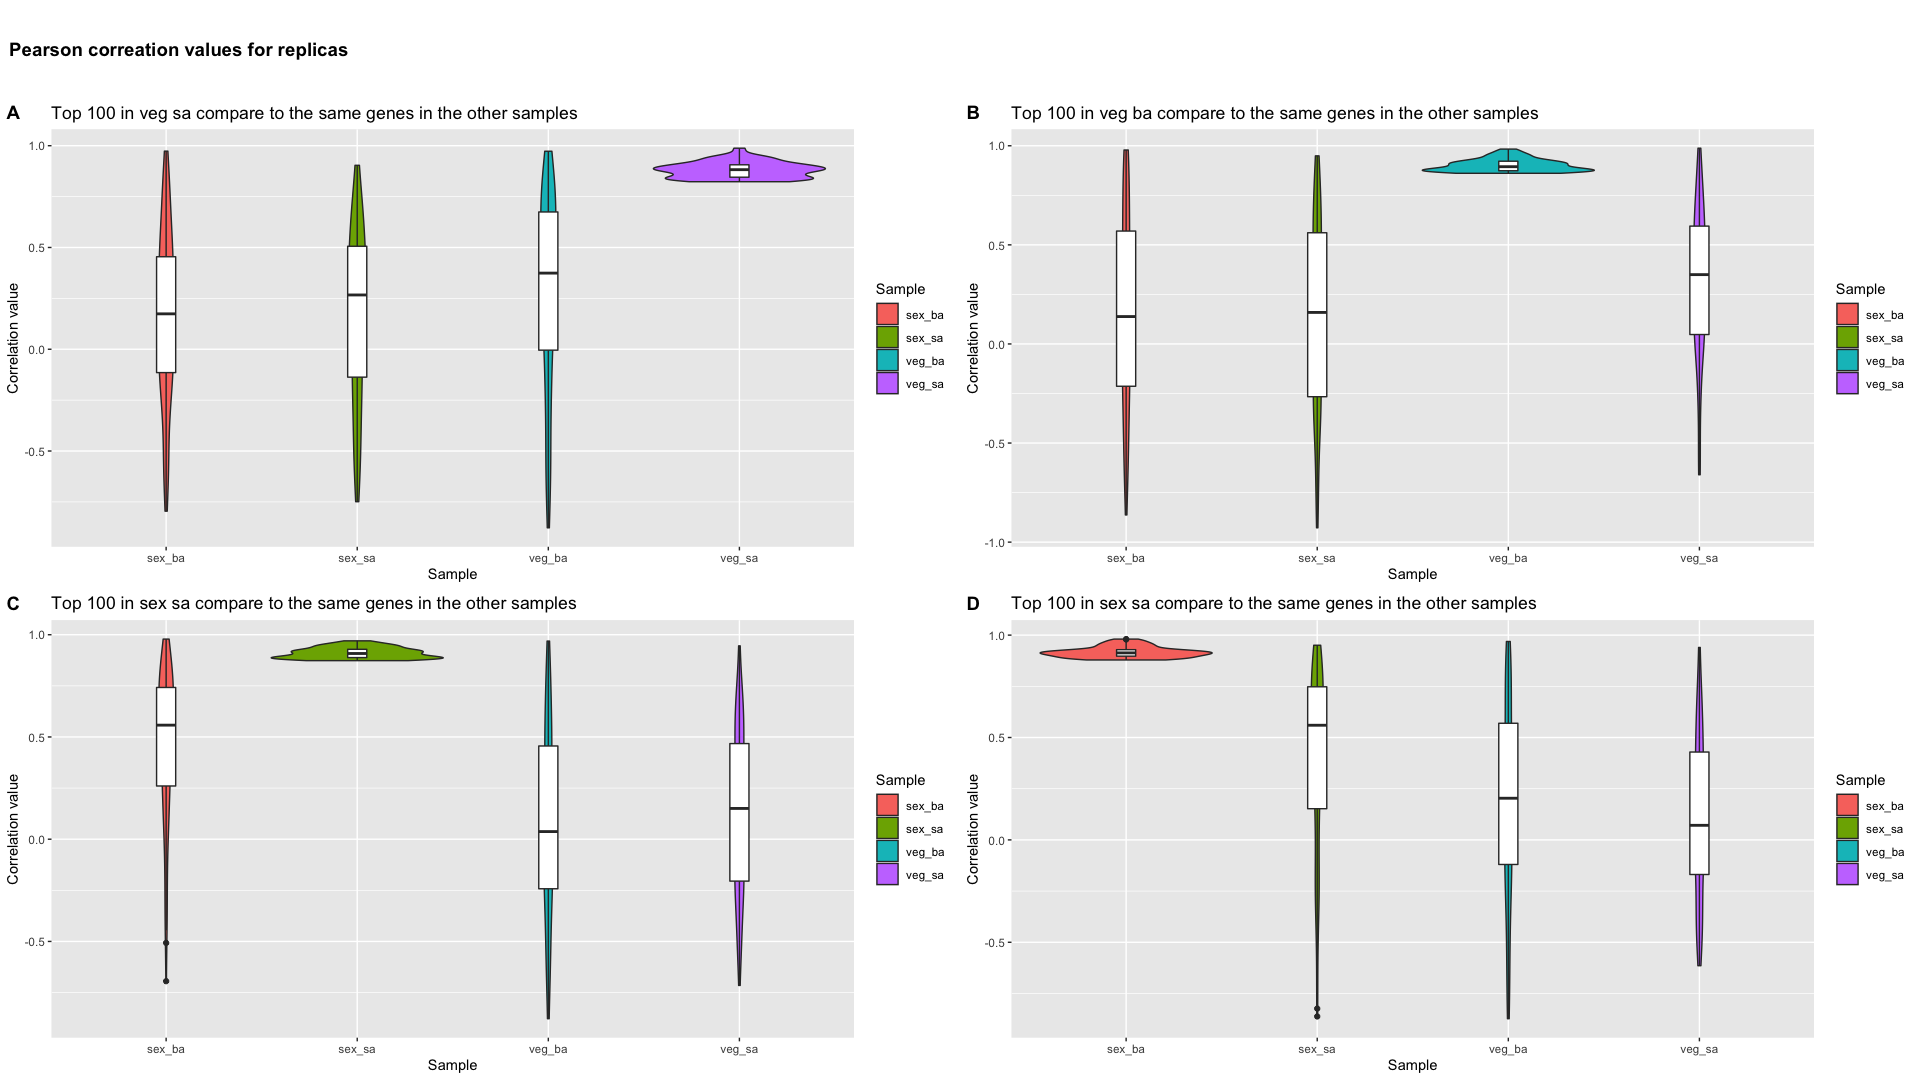 Pearson correation values for replicas
A
Top 100 in veg sa compare to the same genes in the other samples
1.0
0.5
0.0
-0.5
Correlation value
sex_ba
sex_sa
veg_ba
veg_sa
Sample
Sample
sex_ba
sex_sa
veg_ba
veg_sa
B
Top 100 in veg ba compare to the same genes in the other samples
1.0
0.5
0.0
-0.5
-1.0
Correlation value
sex_ba
sex_sa
veg_ba
veg_sa
Sample
Sample
sex_ba
sex_sa
veg_ba
veg_sa
C
Top 100 in sex sa compare to the same genes in the other samples
1.0
0.5
0.0
-0.5
Correlation value
sex_ba
sex_sa
veg_ba
veg_sa
Sample
Sample
sex_ba
sex_sa
veg_ba
veg_sa
D
Top 100 in sex sa compare to the same genes in the other samples
1.0
0.5
0.0
-0.5
Correlation value
sex_ba
sex_sa
veg_ba
veg_sa
Sample
Sample
sex_ba
sex_sa
veg_ba
veg_sa